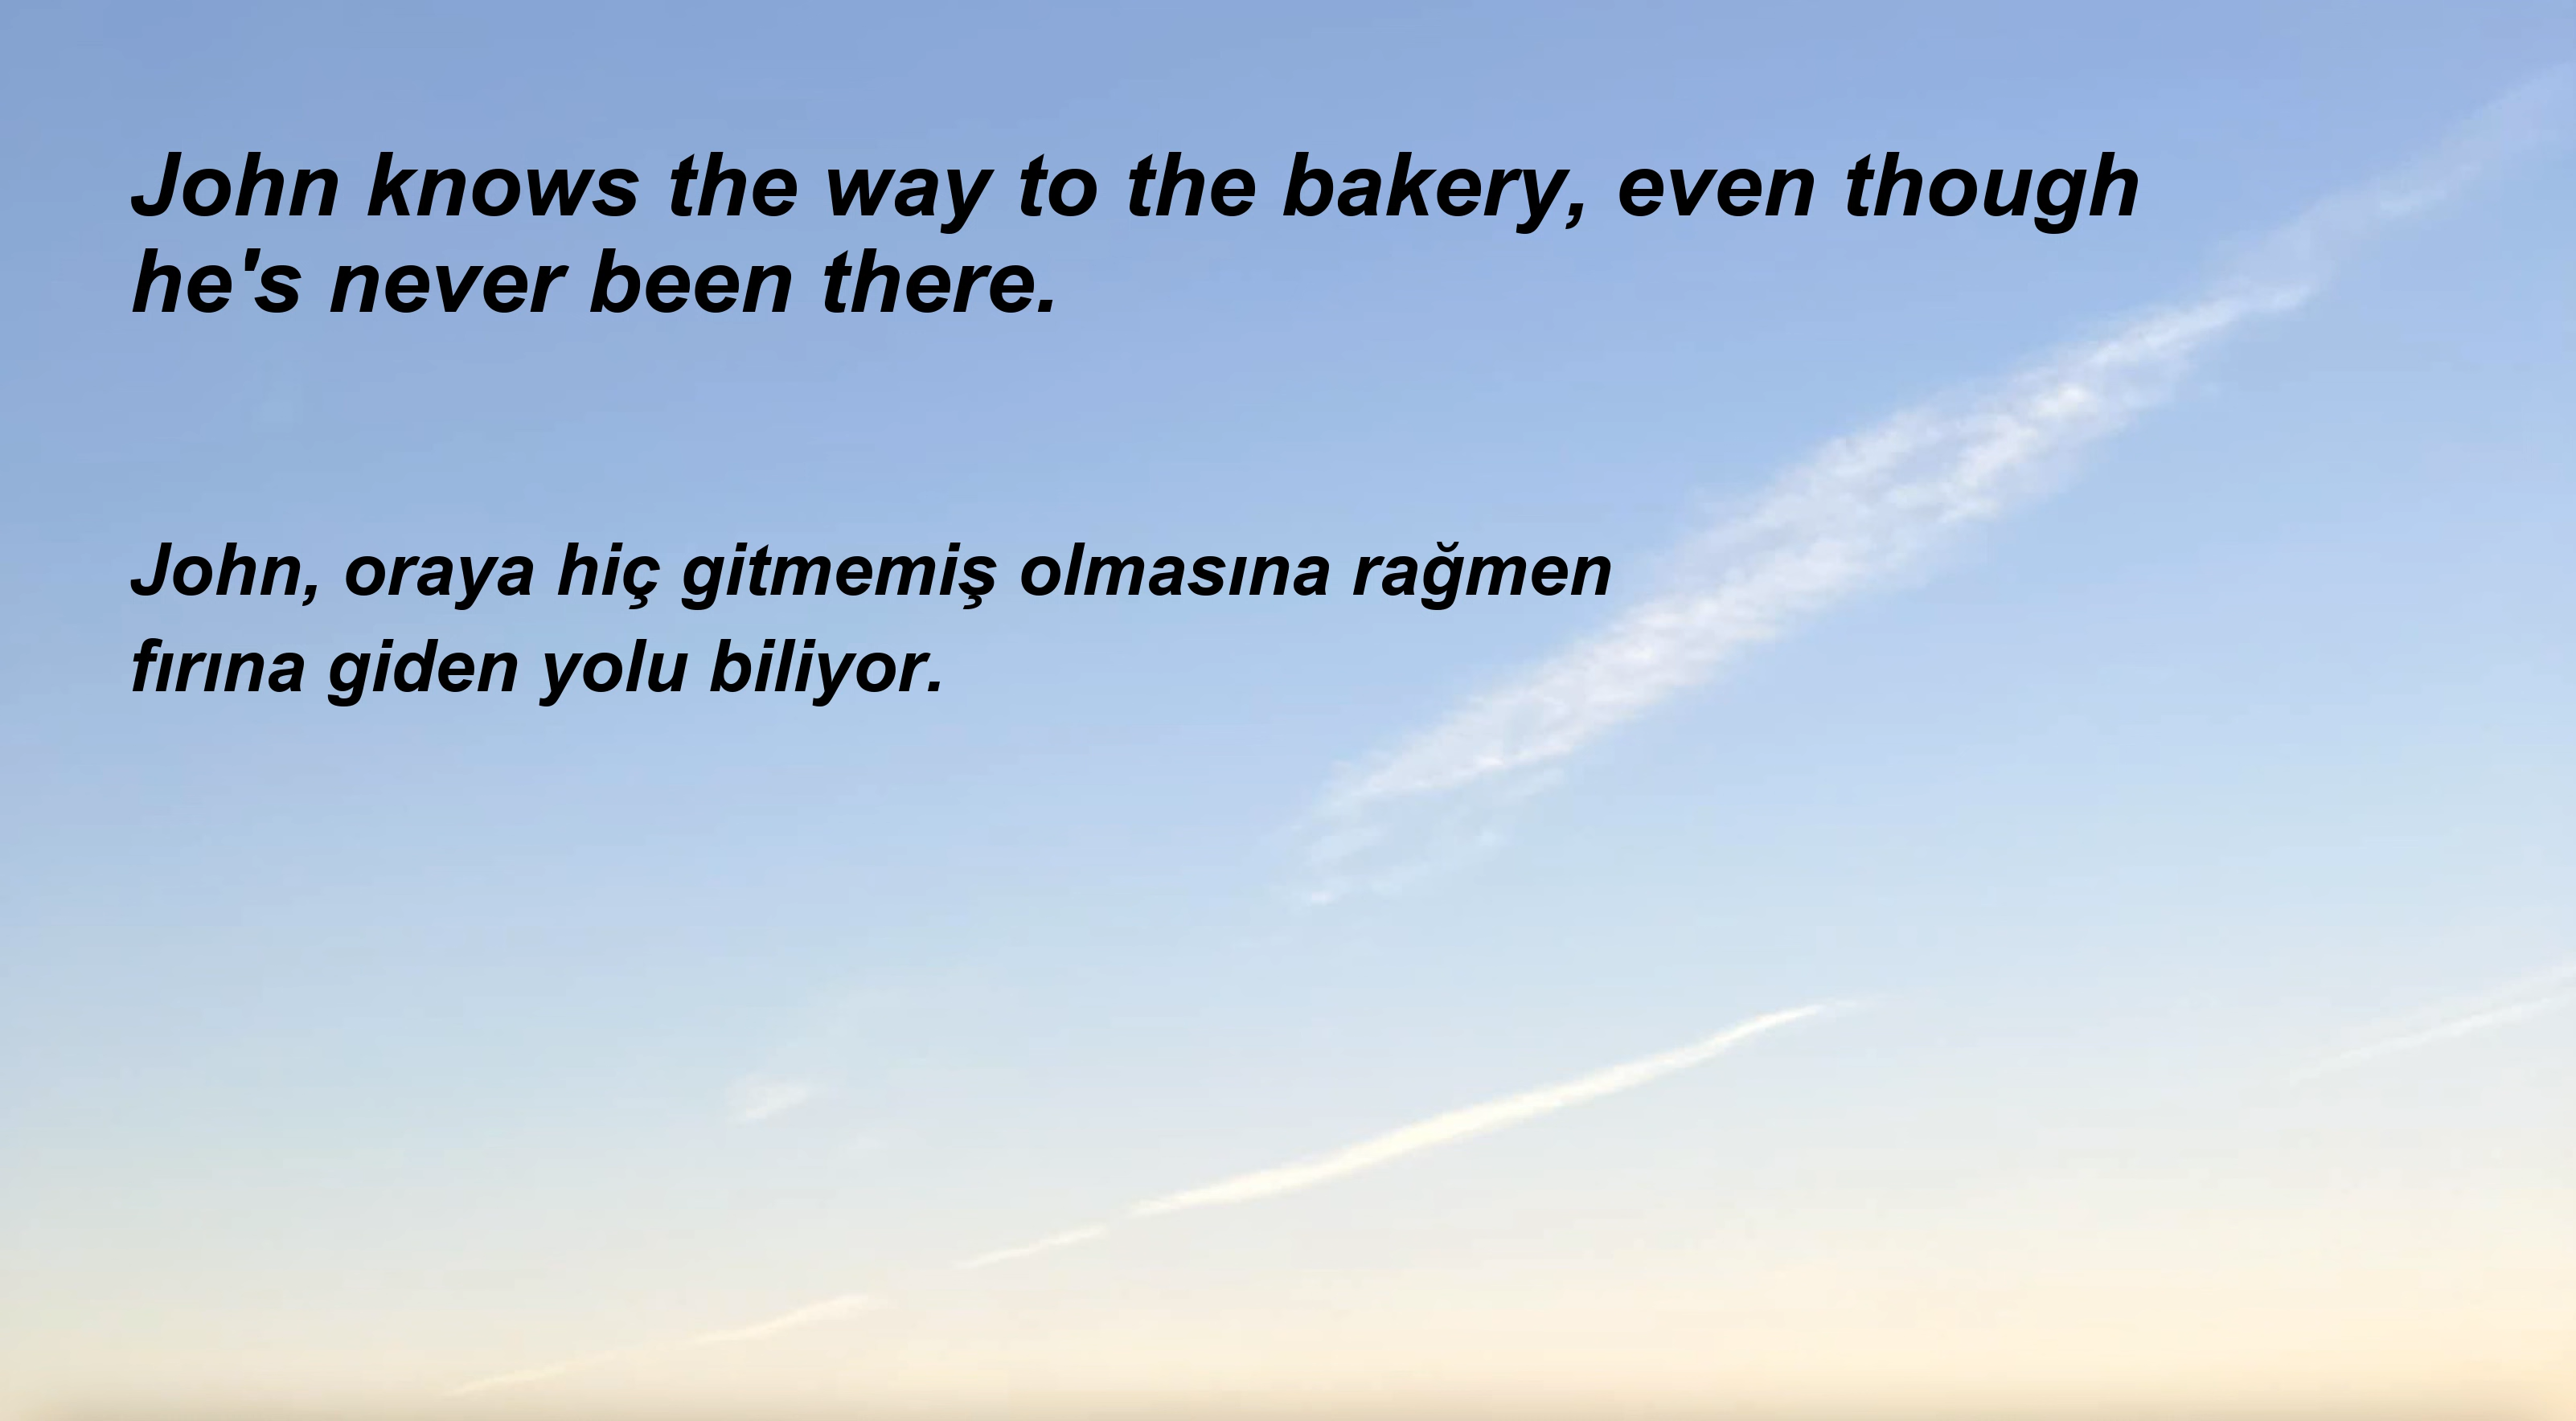 John knows the way to the bakery, even though
he's never been there.
John, oraya hiç gitmemiş olmasına rağmen
fırına giden yolu biliyor.